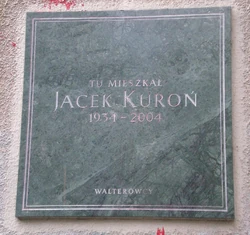 TU MIESZKAŁ
JACEK KUROŃ
1934 – 2004
WALTEROWCY